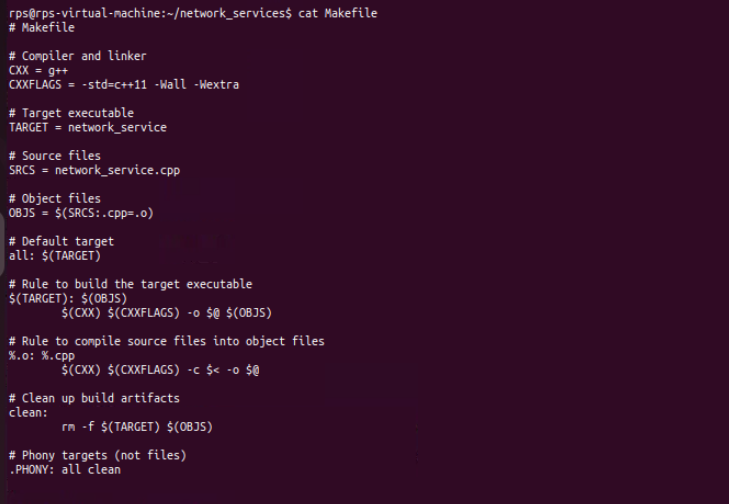 rps@rps-virtual-machine:~/network_services$ cat Makefile
# Makefile
# Compiler and linker
CXX = g++
CXXFLAGS = -std=c++11 -Wall -Wextra
# Target executable
TARGET = network_service
# Source files
SRCS = network_service.cpp
# Object files
OBJS = $(SRCS:.cpp=.o)
# Default target
all: $(TARGET)
# Rule to build the target executable
$(TARGET): $(OBJS)
        $(CXX) $(CXXFLAGS) -o $@ $(OBJS)
# Rule to compile source files into object files
%.o: %.cpp
        $(CXX) $(CXXFLAGS) -c $< -o $@
# Clean up build artifacts
clean:
        rm -f $(TARGET) $(OBJS)
# Phony targets (not files)
.PHONY: all clean